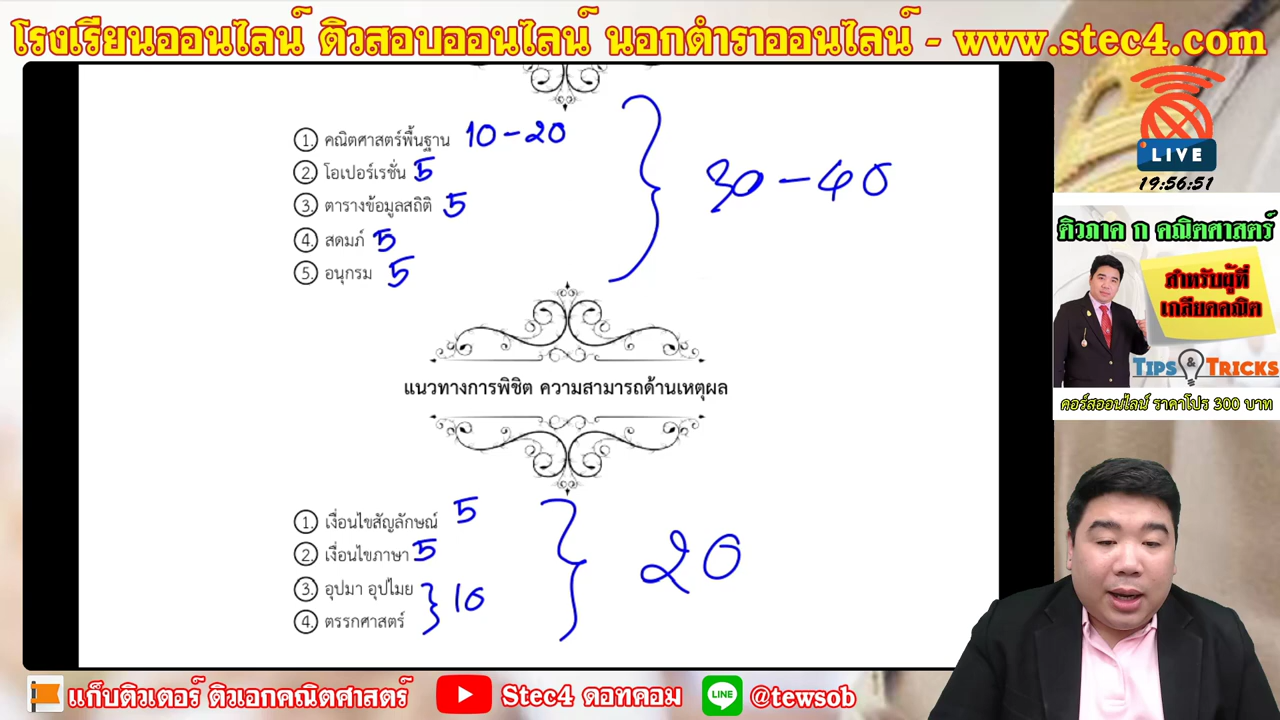 โรงเรียนออนไลน์ ติวสอบออนไลน์ นอกตำราออนไลน์ - www.stec4.com
LIVE
19:56:51
1. คณิตศาสตร์พื้นฐาน 10-20
2. โอเปอร์เรชั่น 5
3. ตารางข้อมูลสถิติ 5
4. สดมภ์ 5
5. อนุกรม 5
30-40
ติวภาค ก คณิตศาสตร์
สำหรับผู้ที่
เกลียดคณิต
TIPS & TRICKS
คอร์สออนไลน์ ราคาโปร 300 บาท
แนวทางการพิชิต ความสามารถด้านเหตุผล
1. เงื่อนไขสัญลักษณ์ 5
2. เงื่อนไขภาษา 5
3. อุปมา อุปไมย
4. ตรรกศาสตร์
10
20
แก็บติวเตอร์ ติวเอกคณิตศาสตร์
Stec4 ดอทคอม
LINE
@tewsob